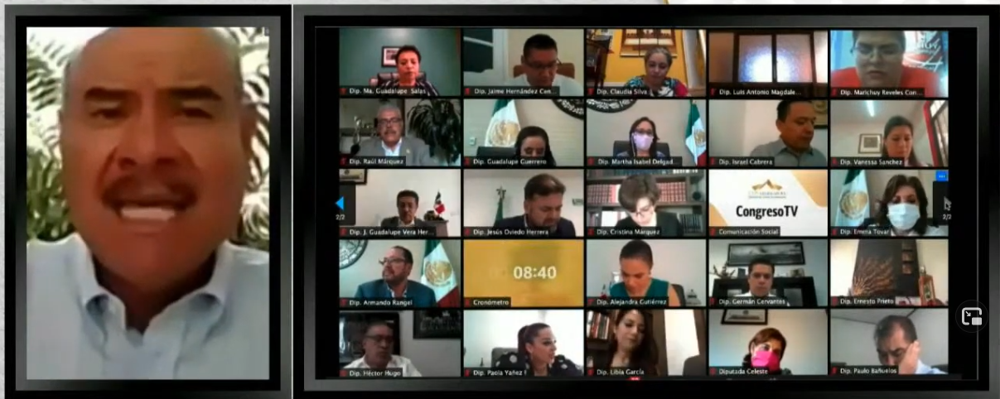 Dip. Ma. Guadalupe Salas
Dip. Jaime Hernández Cen...
Dip. Claudia Silva
Dip. Luis Antonio Magdale...
Dip. Marichuy Reveles Con...
Dip. Raúl Márquez
Dip. Guadalupe Guerrero
Dip. Martha Isabel Delgad...
Dip. Israel Cabrera
Dip. Vanessa Sanchez
2/2
Dip. J. Guadalupe Vera Her...
Dip. Jesús Oviedo Herrera
Dip. Cristina Márquez
CongresoTV
Comunicación Social
Dip. Emma Tovar
2/2
Dip. Armando Rangel
08:40
Cronómetro
Dip. Alejandra Gutiérrez
Dip. Germán Cervantes
Dip. Ernesto Prieto
Dip. Héctor Hugo
Dip. Paola Yañez
Dip. Libia García
Diputada Celeste
Dip. Paulo Bañuelos